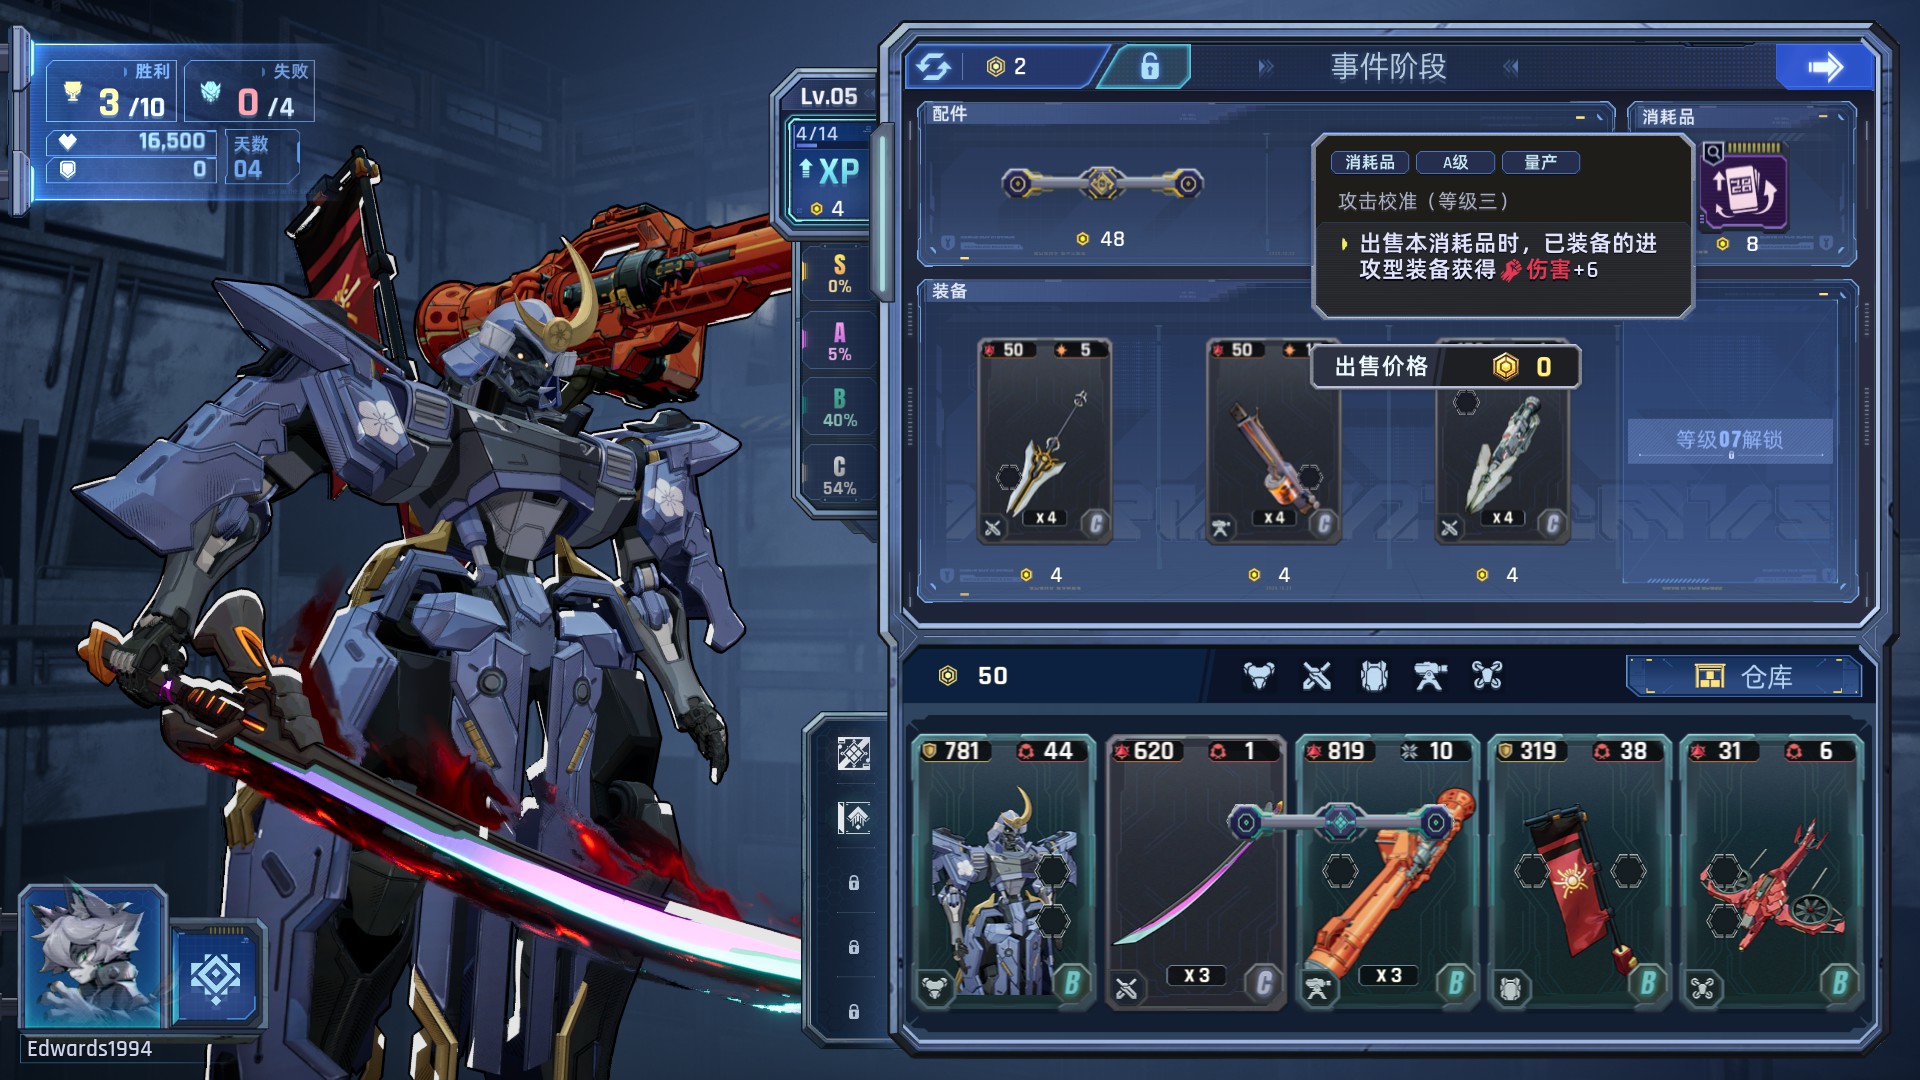 胜利
3 /10
失败
0 /4
16,500
0
天数
04
Lv.05
4/14
XP
4
S
0%
A
5%
B
40%
C
54%
2
事件阶段
配件
48
消耗品
8
消耗品
A级
量产
攻击校准（等级三）
出售本消耗品时，已装备的进
攻型装备获得伤害+6
出售价格
0
装备
50
5
x4
C
4
50
x4
C
4
x4
C
4
等级07解锁
50
仓库
781
44
B
620
1
x3
C
819
10
x3
B
319
38
B
31
6
B
Edwards1994